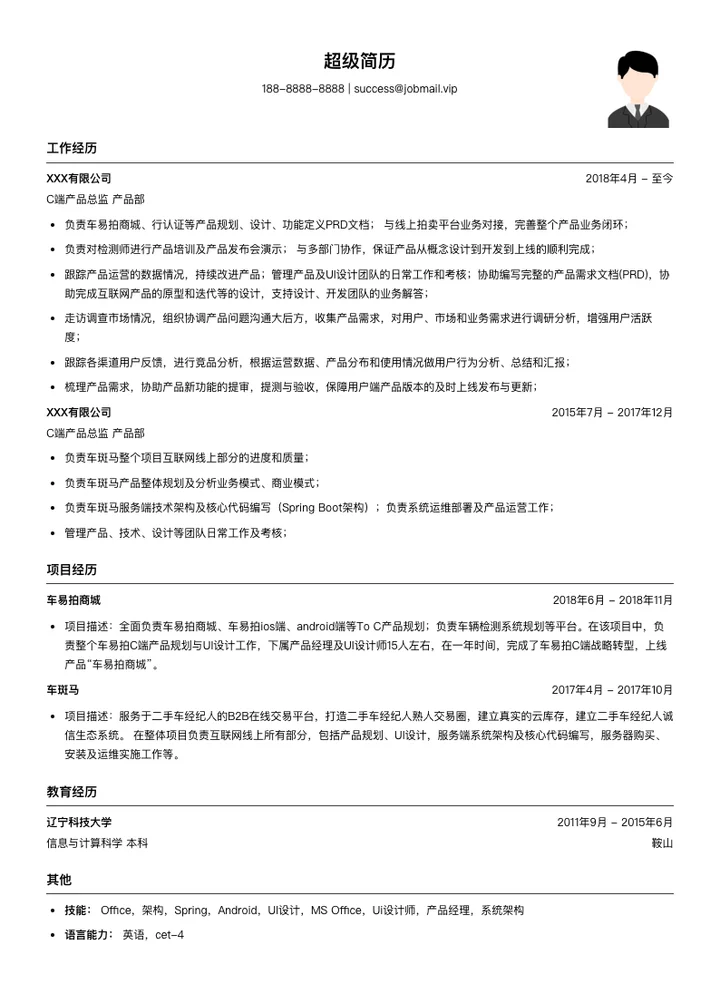 超级简历
188-8888-8888 | success@jobmail.vip
工作经历
XXX有限公司 2018年4月 – 至今
C端产品总监 产品部
• 负责车易拍商城、行认证等产品规划、设计、功能定义PRD文档； 与线上拍卖平台业务对接，完善整个产品业务闭环；
• 负责对检测师进行产品培训及产品发布会演示； 与多部门协作，保证产品从概念设计到开发到上线的顺利完成；
• 跟踪产品运营的数据情况，持续改进产品；管理产品及UI设计团队的日常工作和考核；协助编写完整的产品需求文档(PRD)，协
助完成互联网产品的原型和迭代等的设计，支持设计、开发团队的业务解答；
• 走访调查市场情况，组织协调产品问题沟通大后方，收集产品需求，对用户、市场和业务需求进行调研分析，增强用户活跃
度；
• 跟踪各渠道用户反馈，进行竞品分析，根据运营数据、产品分布和使用情况做用户行为分析、总结和汇报；
• 梳理产品需求，协助产品新功能的提审，提测与验收，保障用户端产品版本的及时上线发布与更新；
XXX有限公司 2015年7月 – 2017年12月
C端产品总监 产品部
• 负责车斑马整个项目互联网线上部分的进度和质量；
• 负责车斑马产品整体规划及分析业务模式、商业模式；
• 负责车斑马服务端技术架构及核心代码编写（Spring Boot架构）；负责系统运维部署及产品运营工作；
• 管理产品、技术、设计等团队日常工作及考核；
项目经历
车易拍商城 2018年6月 – 2018年11月
• 项目描述：全面负责车易拍商城、车易拍ios端、android端等To C产品规划；负责车辆检测系统规划等平台。在该项目中，负
责整个车易拍C端产品规划与UI设计工作，下属产品经理及UI设计师15人左右，在一年时间，完成了车易拍C端战略转型，上线
产品“车易拍商城”。
车斑马 2017年4月 – 2017年10月
• 项目描述：服务于二手车经纪人的B2B在线交易平台，打造二手车经纪人熟人交易圈，建立真实的云库存，建立二手车经纪人诚
信生态系统。 在整体项目负责互联网线上所有部分，包括产品规划、UI设计，服务端系统架构及核心代码编写，服务器购买、
安装及运维实施工作等。
教育经历
辽宁科技大学 2011年9月 – 2015年6月
信息与计算科学 本科 鞍山
其他
• 技能： Office，架构，Spring，Android，UI设计，MS Office，Ui设计师，产品经理，系统架构
• 语言能力： 英语，cet-4